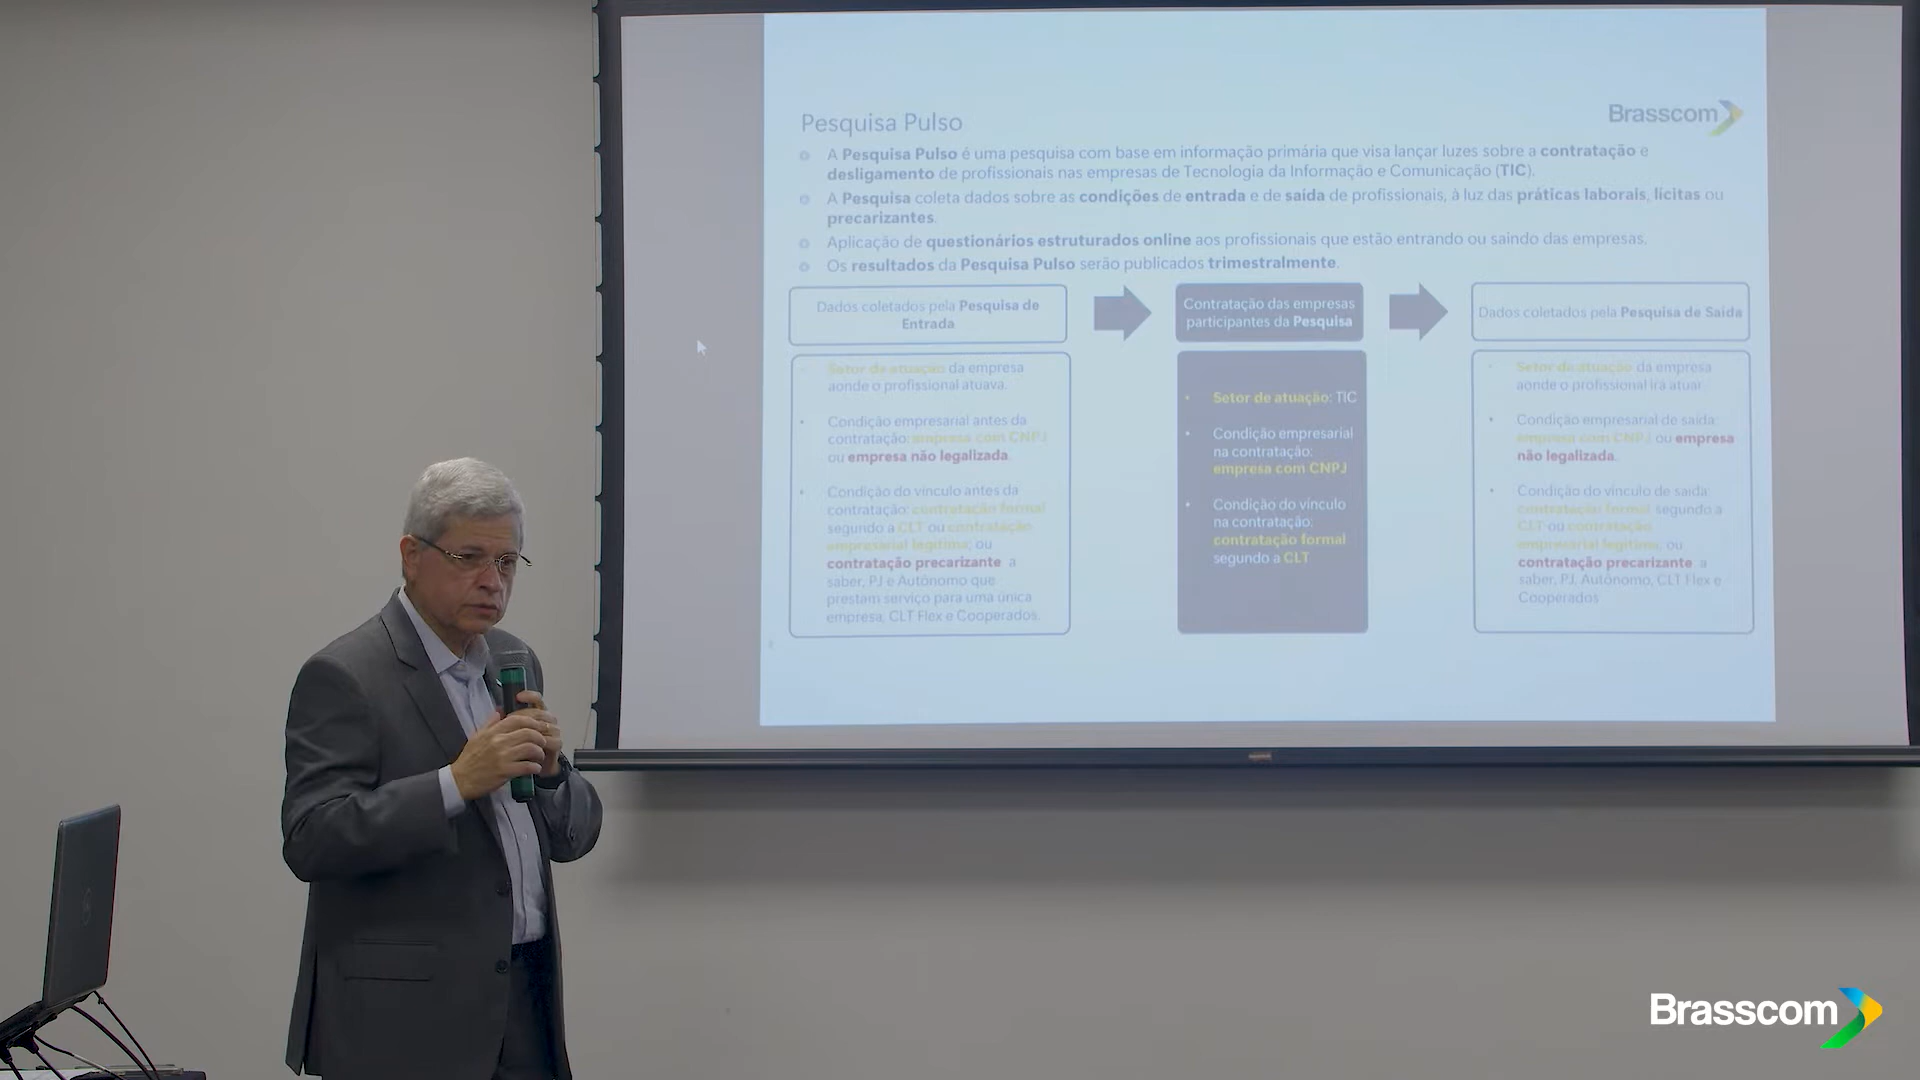 Pesquisa Pulso
Brasscom
A Pesquisa Pulso é uma pesquisa com base em informação primária que visa lançar luzes sobre a contratação e
desligamento de profissionais nas empresas de Tecnologia da Informação e Comunicação (TIC).
A Pesquisa coleta dados sobre as condições de entrada e de saída de profissionais, à luz das práticas laborais, lícitas ou
precarizantes.
Aplicação de questionários estruturados online aos profissionais que estão entrando ou saindo das empresas.
Os resultados da Pesquisa Pulso serão publicados trimestralmente.
Dados coletados pela Pesquisa de
Entrada
Setor de atuação da empresa
aonde o profissional atuava.
Condição empresarial antes da
contratação: empresa com CNPJ
ou empresa não legalizada.
Condição do vínculo antes da
contratação: contratação formal
segundo a CLT ou contratação
empresarial legítima; ou
contratação precarizante, a
saber, PJ e Autônomo que
prestam serviço para uma única
empresa, CLT Flex e Cooperados.
Contratação das empresas
participantes da Pesquisa
Setor de atuação: TIC
Condição empresarial
na contratação:
empresa com CNPJ
Condição do vínculo
na contratação:
contratação formal
segundo a CLT
Dados coletados pela Pesquisa de Saída
Setor de atuação da empresa
aonde o profissional irá atuar.
Condição empresarial de saída:
empresa com CNPJ ou empresa
não legalizada.
Condição do vínculo de saída:
contratação formal segundo a
CLT ou contratação
empresarial legítima; ou
contratação precarizante, a
saber, PJ, Autônomo, CLT Flex e
Cooperados
Brasscom